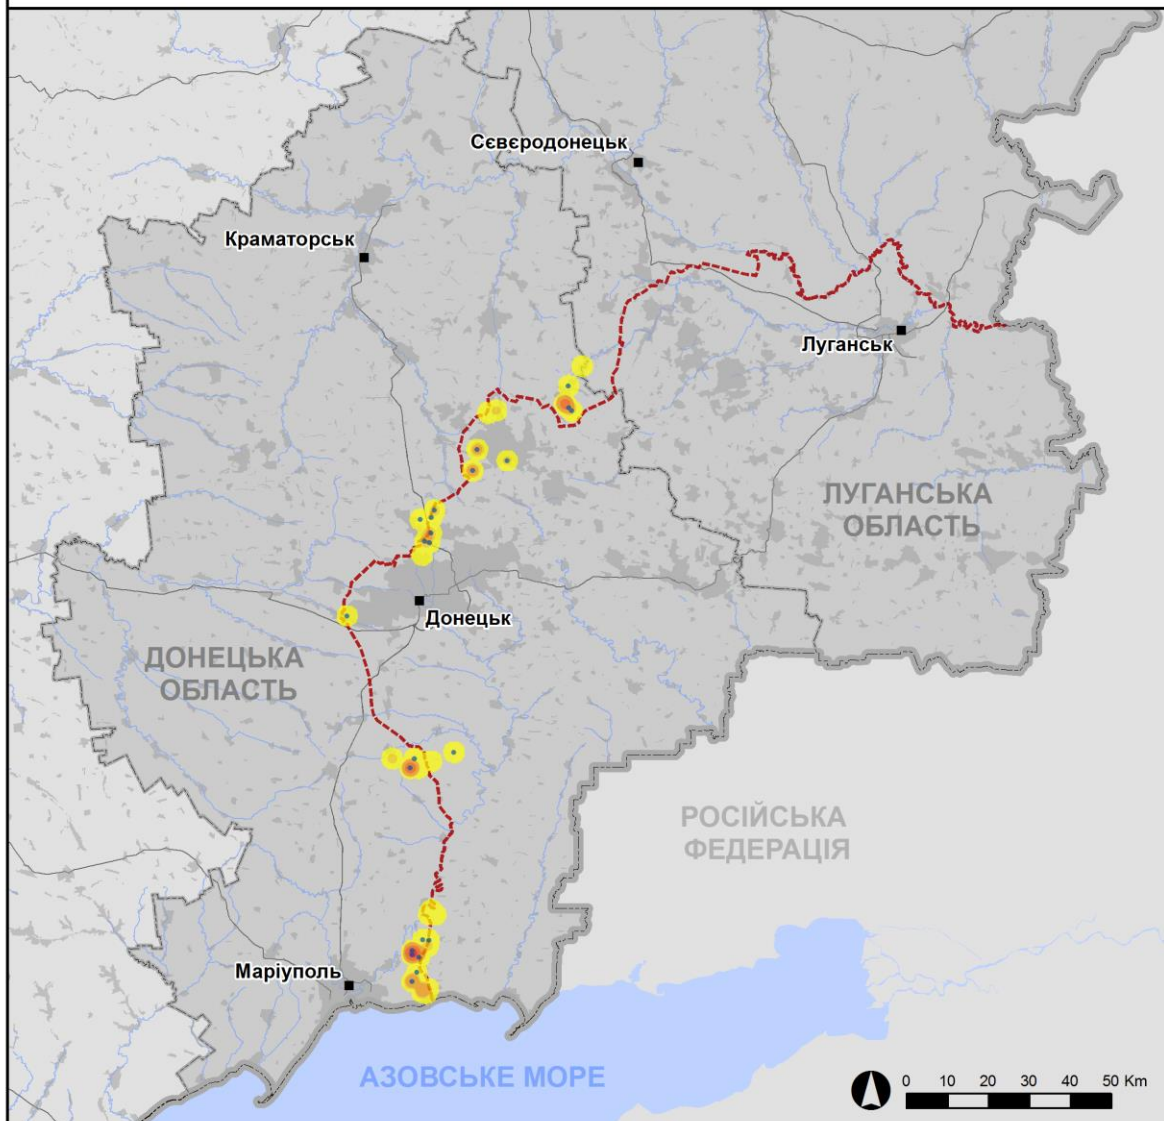 Сєвєродонецьк
Краматорськ
Луганськ
ЛУГАНСЬКА
ОБЛАСТЬ
Донецьк
ДОНЕЦЬКА
ОБЛАСТЬ
РОСІЙСЬКА
ФЕДЕРАЦІЯ
Маріуполь
АЗОВСЬКЕ МОРЕ
0 10 20 30 40 50 Km